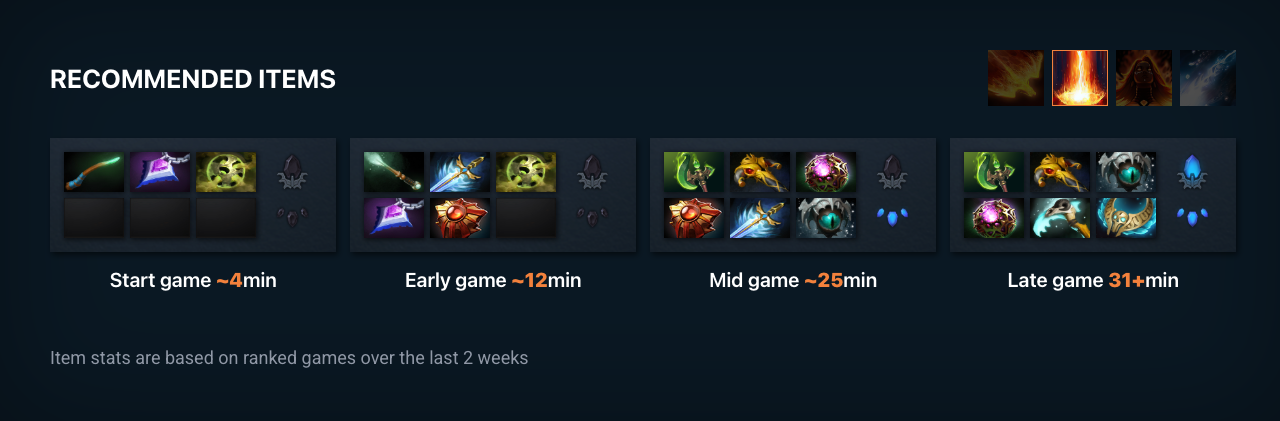 RECOMMENDED ITEMS
Start game ~4min
Early game ~12min
Mid game ~25min
Late game 31+min
Item stats are based on ranked games over the last 2 weeks